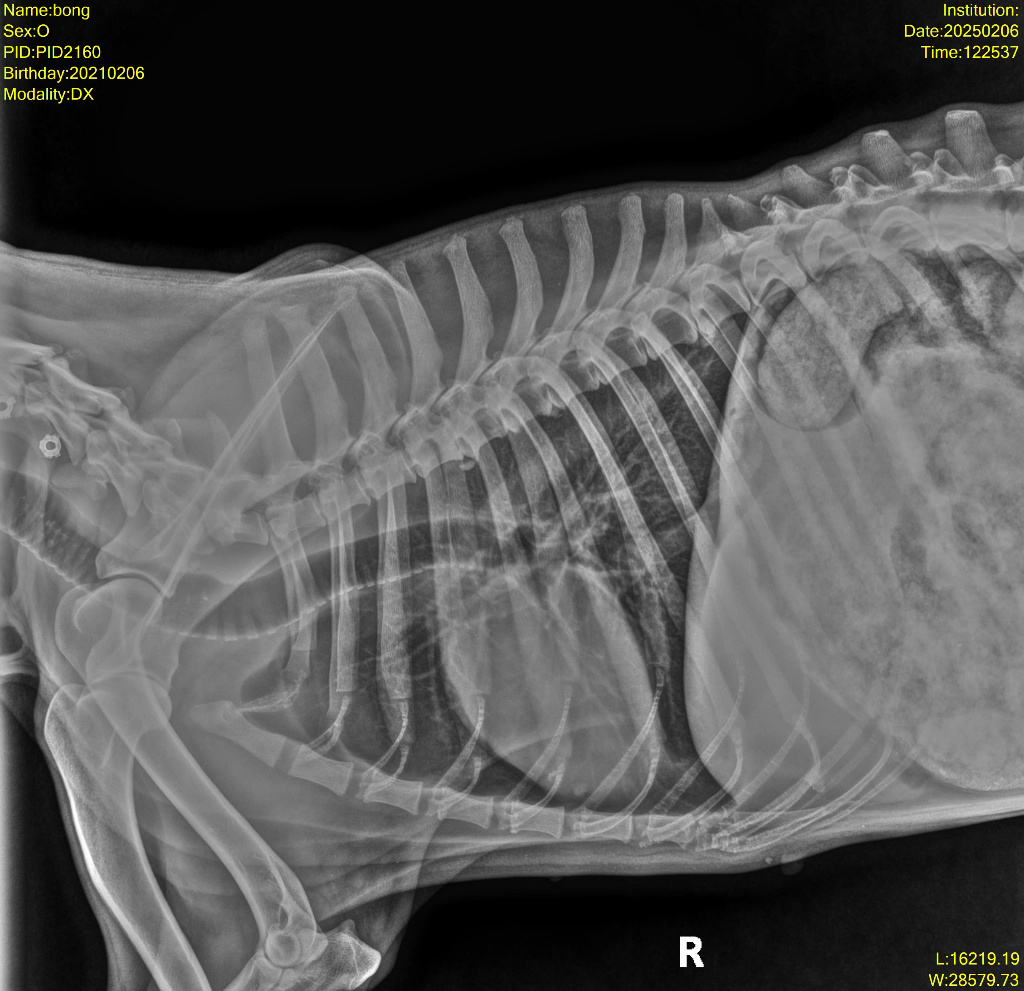 Name:bong
Sex:O
PID:PID2160
Birthday:20210206
Modality:DX
Institution:
Date:20250206
Time:122537
R
L:16219.19
W:28579.73